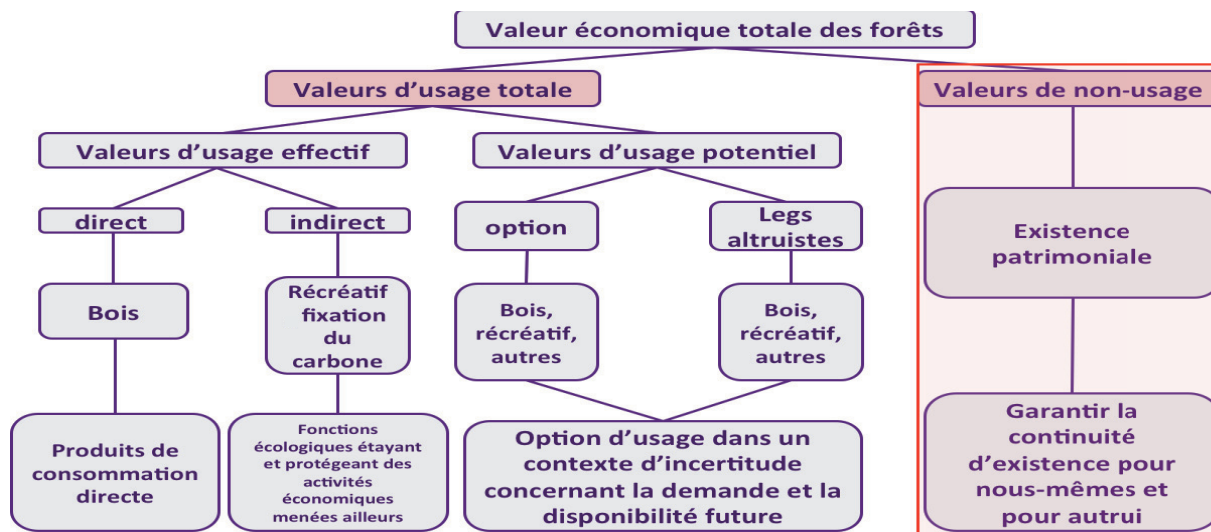 Valeur économique totale des forêts
Valeurs d'usage totale
Valeurs de non-usage
Valeurs d'usage effectif
Valeurs d'usage potentiel
direct
indirect
option
Legs
altruistes
Existence
patrimoniale
Bois
Récréatif
fixation
du
carbone
Bois,
récréatif,
autres
Bois,
récréatif,
autres
Produits de
consommation
directe
Fonctions
écologiques étayant
et protégeant des
activités
économiques
menées ailleurs
Option d'usage dans un
contexte d'incertitude
concernant la demande et la
disponibilité future
Garantir la
continuité
d'existence pour
nous-mêmes et
pour autrui